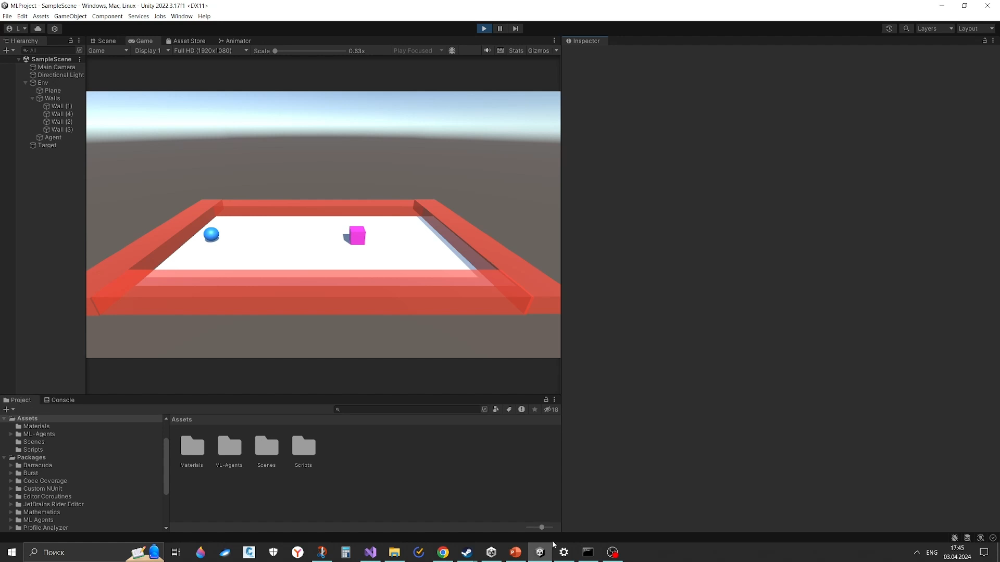 MLProject - SampleScene - Windows, Mac, Linux - Unity 2022.3.17f1 <DX11>
File Edit Assets GameObject Component Services Jobs Window Help
L
Layers Layout
Hierarchy
Scene Game Asset Store Animator
Inspector
All
Game Display 1 Full HD (1920x1080) Scale 0.63x Play Focused Stats Gizmos
SampleScene
Main Camera
Directional Light
Env
Plane
Walls
Wall (1)
Wall (4)
Wall (2)
Wall (3)
Agent
Target
Project Console
18
Assets
Materials
ML-Agents
Scenes
Scripts
Packages
Barracuda
Burst
Code Coverage
Custom NUnit
Editor Coroutines
JetBrains Rider Editor
Mathematics
ML Agents
Profile Analyzer
Assets
Materials ML-Agents Scenes Scripts
Поиск
ENG
17:45
03.04.2024